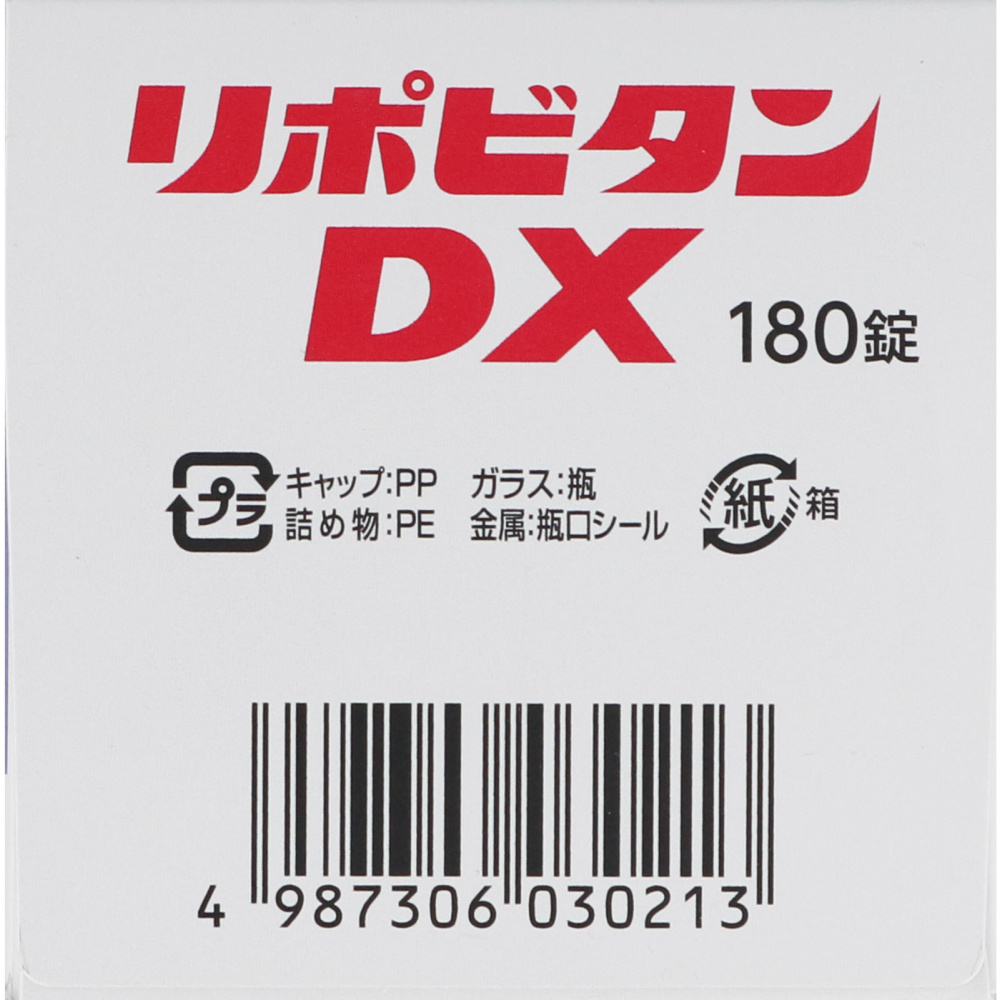 リポビタン
DX 180錠
プラ キャップ:PP ガラス:瓶
詰め物:PE 金属:瓶口シール
紙 箱
4 987306 030213